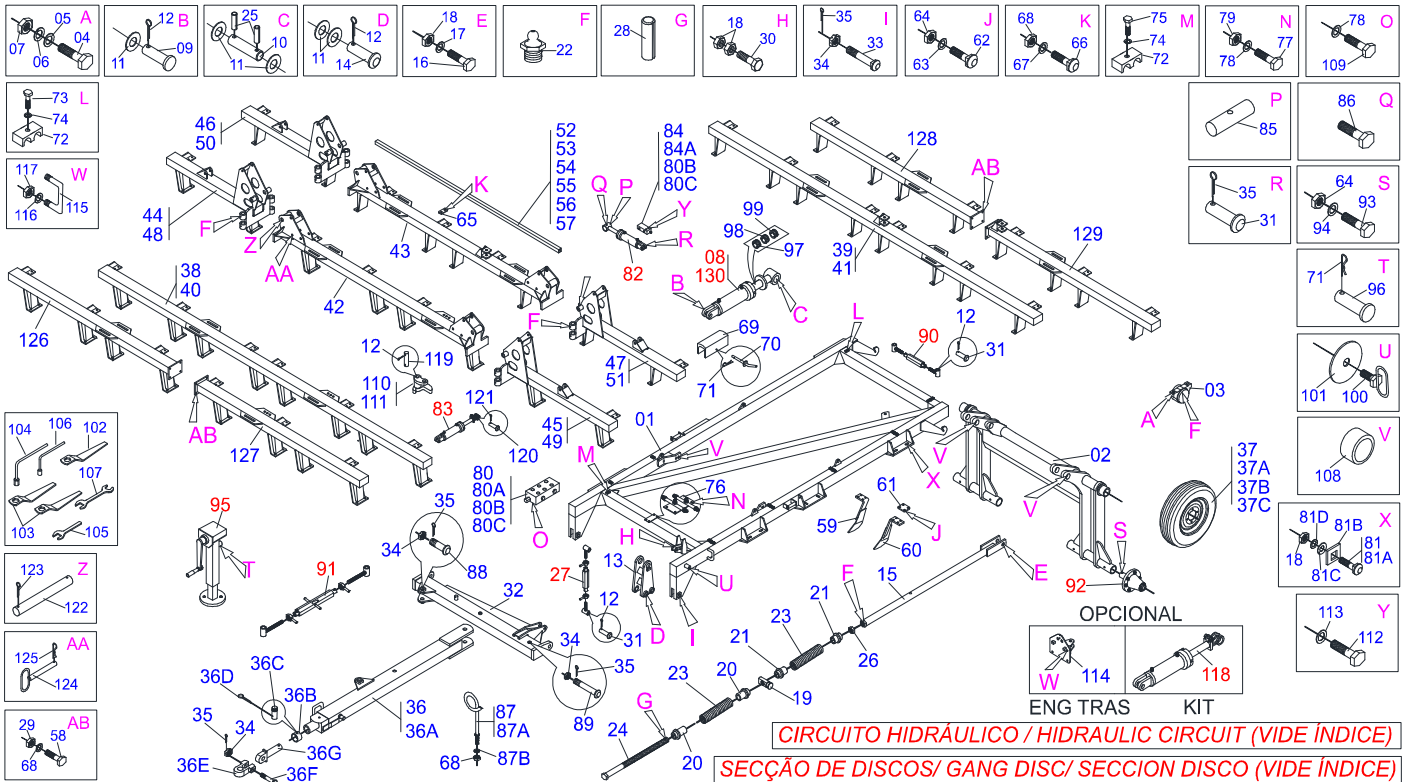 A
05
04
07
06
B
12
09
11
C
25
10
11
D
12
11
14
E
18
17
16
F
22
G
28
H
18
30
I
35
33
34
J
64
62
63
K
68
66
67
M
75
74
72
N
79
77
78
O
78
109
L
73
74
72
W
117
116
115
P
85
Q
86
R
35
31
S
64
93
94
T
71
96
U
101
100
V
108
X
81D
81B
81
81A
18
81C
Y
113
112
46
50
44
48
F
Z
AA
42
43
K
65
52
53
54
55
56
57
84
84A
80B
80C
Q
P
Y
R
82
99
98
97
08
130
B
C
128
AB
39
41
129
38
40
126
AB
127
12
119
110
111
83
121
120
F
47
51
45
49
69
70
71
L
90
12
31
03
A
F
01
V
M
76
N
X
V
02
V
37
37A
37B
37C
S
92
104
106
102
107
103
105
95
T
91
80
80A
80B
80C
O
35
34
88
32
H
13
27
12
31
D
U
I
59
61
60
J
F
15
E
21
26
23
21
20
19
23
G
24
20
34
35
89
Z
123
122
AA
125
124
AB
29
58
68
36D
36C
36B
35
34
36
36A
36G
36E
36F
87
87A
87B
68
OPCIONAL
W
114
118
ENG TRAS
KIT
CIRCUITO HIDRÁULICO / HIDRAULIC CIRCUIT (VIDE ÍNDICE)
SECÇÃO DE DISCOS/ GANG DISC/ SECCION DISCO (VIDE ÍNDICE)